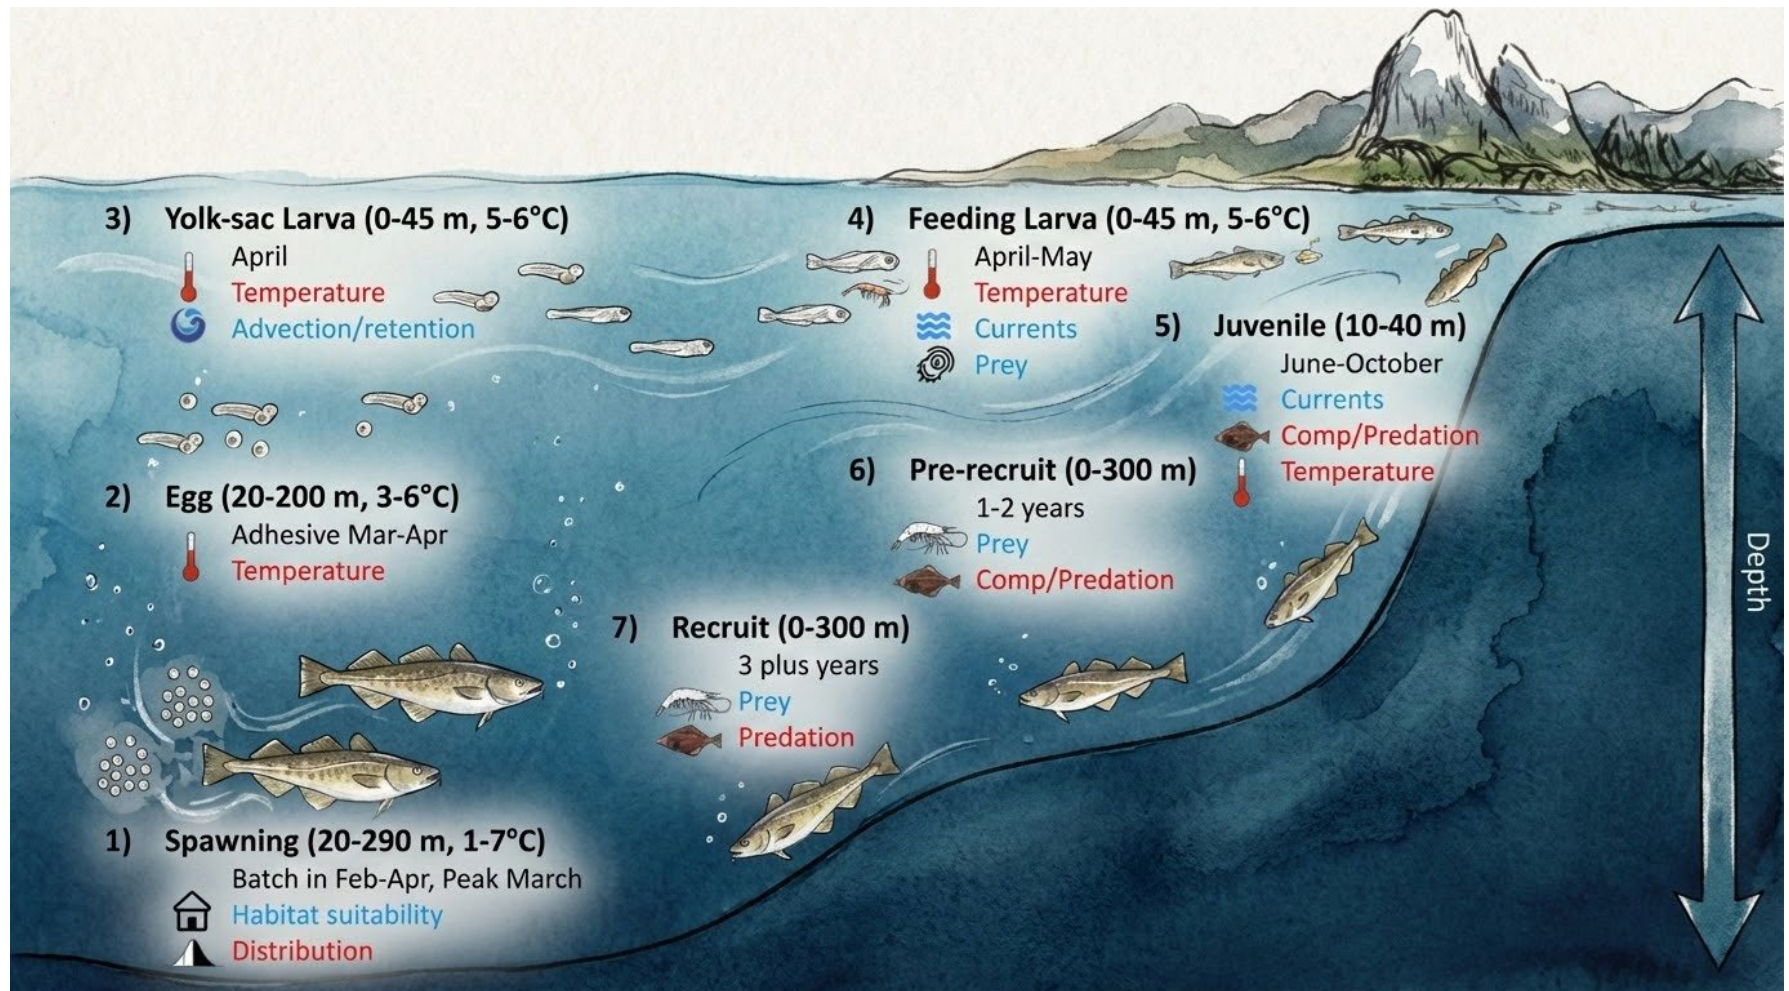 3) Yolk-sac Larva (0-45 m, 5-6°C)
April
Temperature
Advection/retention
4) Feeding Larva (0-45 m, 5-6°C)
April-May
Temperature
Currents
Prey
5) Juvenile (10-40 m)
June-October
Currents
Comp/Predation
Temperature
2) Egg (20-200 m, 3-6°C)
Adhesive Mar-Apr
Temperature
6) Pre-recruit (0-300 m)
1-2 years
Prey
Comp/Predation
7) Recruit (0-300 m)
3 plus years
Prey
Predation
1) Spawning (20-290 m, 1-7°C)
Batch in Feb-Apr, Peak March
Habitat suitability
Distribution
Depth